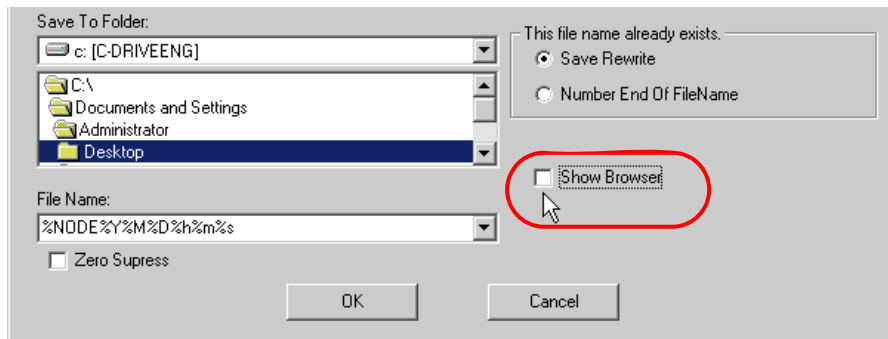 Save To Folder:
c: [C-DRIVEENG]
C:\
Documents and Settings
Administrator
Desktop
File Name:
%NODE%Y%M%D%h%m%s
Zero Supress
This file name already exists.
Save Rewrite
Number End Of FileName
Show Browser
OK
Cancel